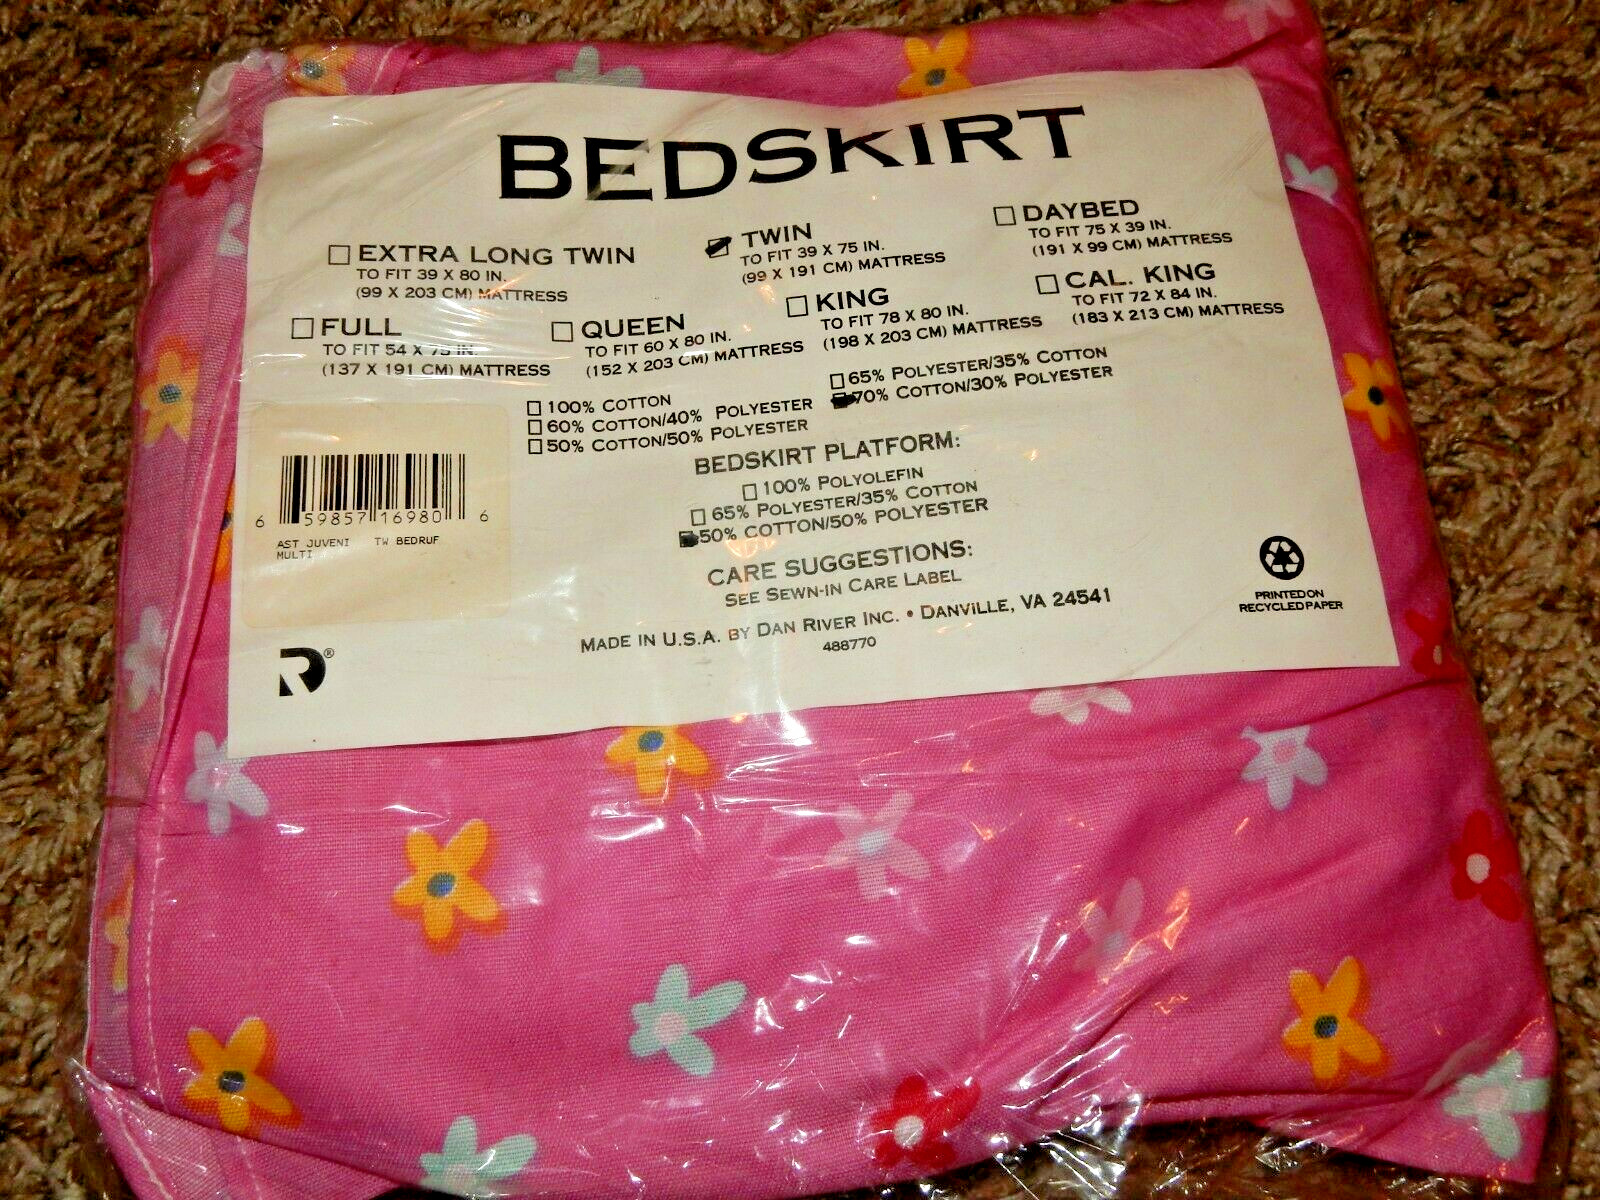 BEDSKIRT
EXTRA LONG TWIN
TO FIT 39 X 80 IN.
(99 X 203 CM) MATTRESS
TWIN
TO FIT 39 X 75 IN.
(99 X 191 CM) MATTRESS
DAYBED
TO FIT 75 X 39 IN.
(191 X 99 CM) MATTRESS
FULL
TO FIT 54 X 75 IN.
(137 X 191 CM) MATTRESS
QUEEN
TO FIT 60 X 80 IN.
(152 X 203 CM) MATTRESS
KING
TO FIT 78 X 80 IN.
(198 X 203 CM) MATTRESS
CAL. KING
TO FIT 72 X 84 IN.
(183 X 213 CM) MATTRESS
100% COTTON
60% COTTON/40% POLYESTER
50% COTTON/50% POLYESTER
65% POLYESTER/35% COTTON
70% COTTON/30% POLYESTER
BEDSKIRT PLATFORM:
100% POLYOLEFIN
65% POLYESTER/35% COTTON
50% COTTON/50% POLYESTER
CARE SUGGESTIONS:
SEE SEWN-IN CARE LABEL
MADE IN U.S.A. BY DAN RIVER INC. • DANVILLE, VA 24541
488770
6 59857 16980 6
AST JUVENI TW BEDRUF
MULTI
R®
PRINTED ON
RECYCLED PAPER